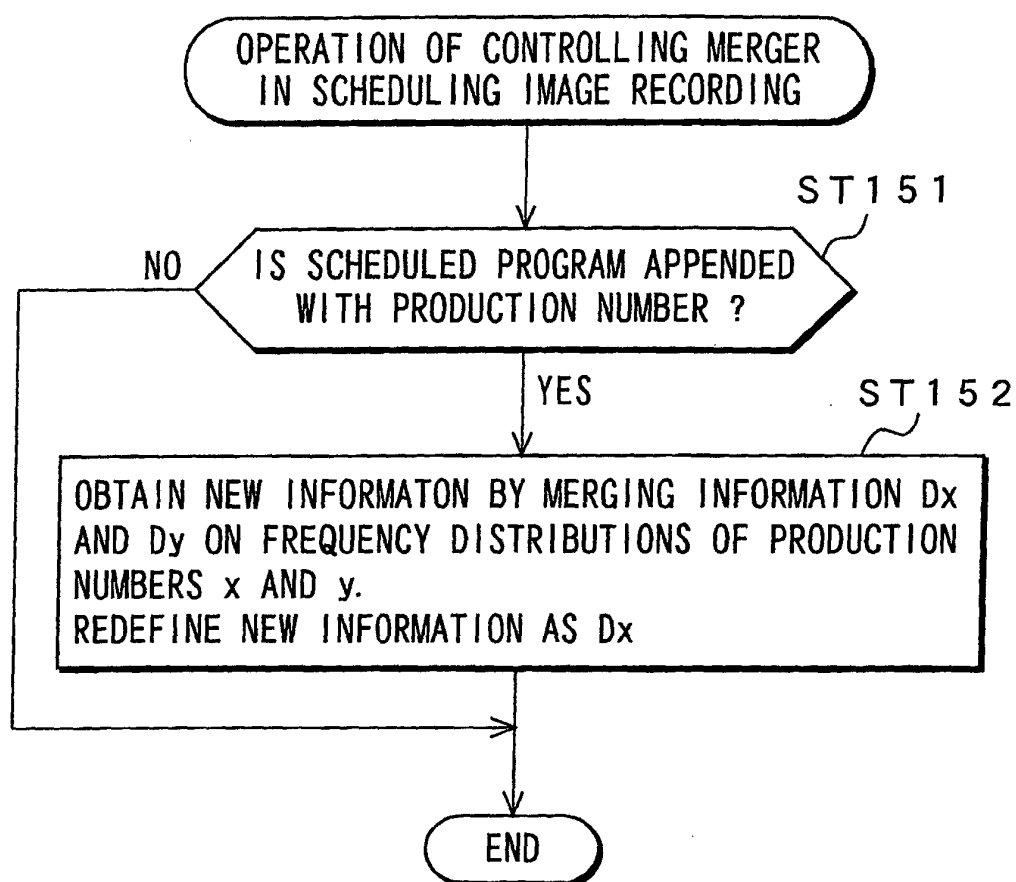 OPERATION OF CONTROLLING MERGER
IN SCHEDULING IMAGE RECORDING
ST151
NO
IS SCHEDULED PROGRAM APPENDED
WITH PRODUCTION NUMBER ?
YES
ST152
OBTAIN NEW INFORMATON BY MERGING INFORMATION Dx
AND Dy ON FREQUENCY DISTRIBUTIONS OF PRODUCTION
NUMBERS x AND y.
REDEFINE NEW INFORMATION AS Dx
END